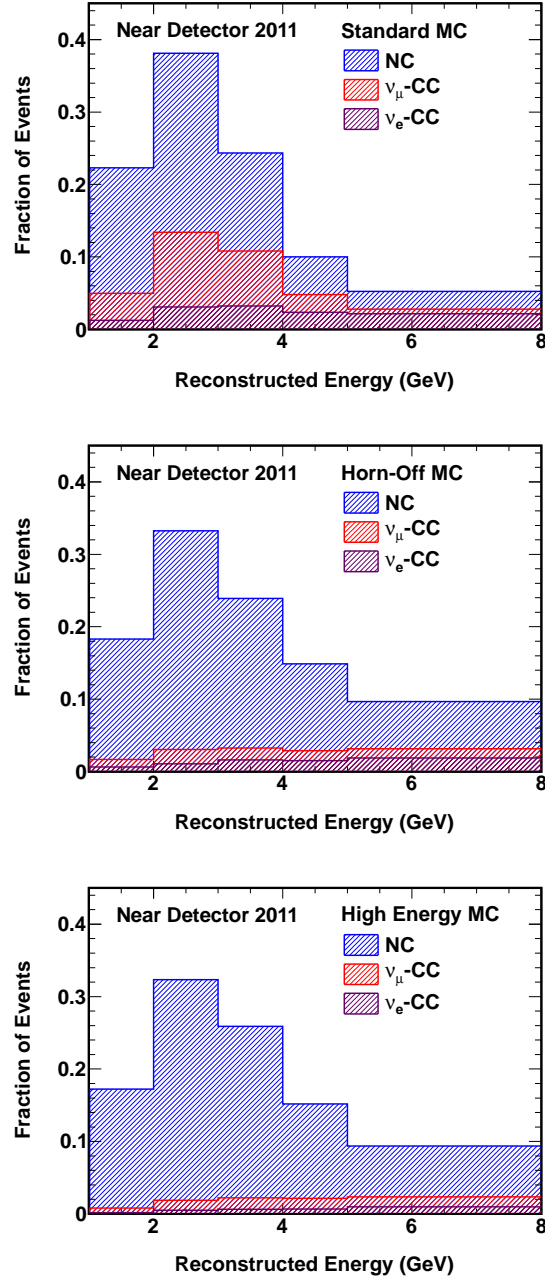 Near Detector 2011
Standard MC
NC
νμ-CC
νe-CC
Fraction of Events
0.4
0.3
0.2
0.1
0
2
4
6
8
Reconstructed Energy (GeV)
Near Detector 2011
Horn-Off MC
NC
νμ-CC
νe-CC
Fraction of Events
0.4
0.3
0.2
0.1
0
2
4
6
8
Reconstructed Energy (GeV)
Near Detector 2011
High Energy MC
NC
νμ-CC
νe-CC
Fraction of Events
0.4
0.3
0.2
0.1
0
2
4
6
8
Reconstructed Energy (GeV)